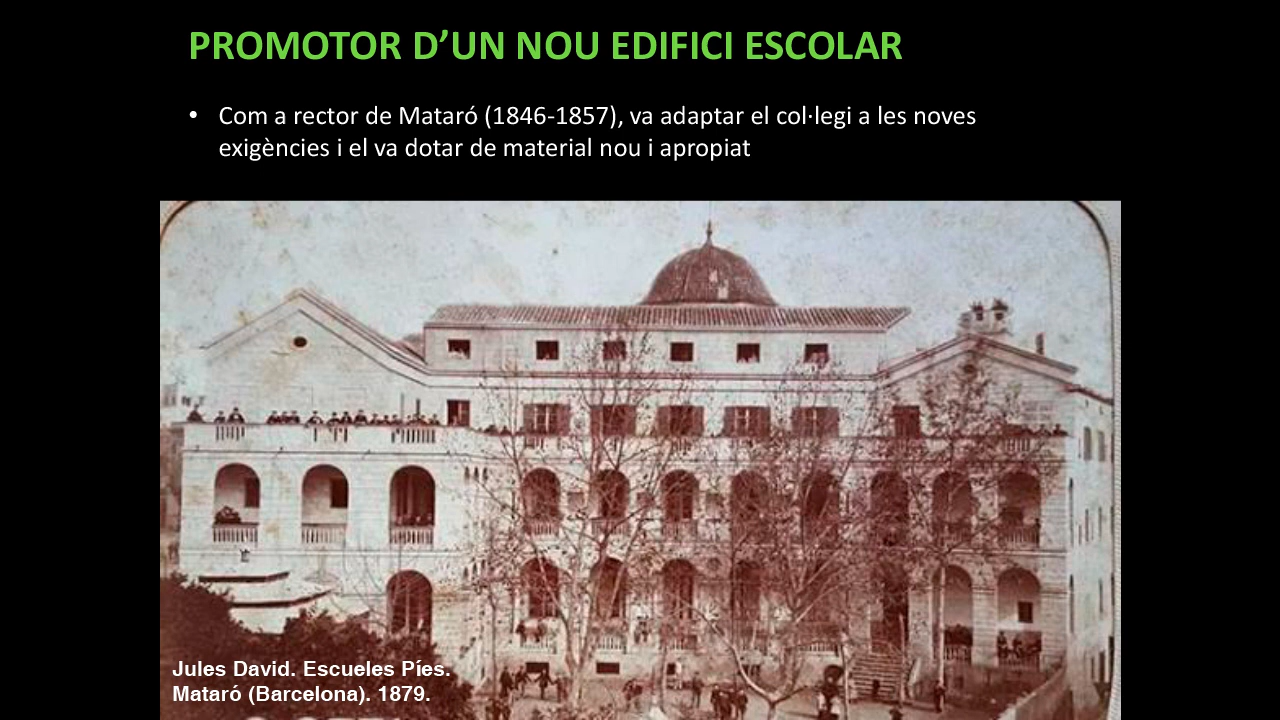 PROMOTOR D’UN NOU EDIFICI ESCOLAR
• Com a rector de Mataró (1846-1857), va adaptar el col·legi a les noves
exigències i el va dotar de material nou i apropiat
Jules David. Escueles Píes.
Mataró (Barcelona). 1879.